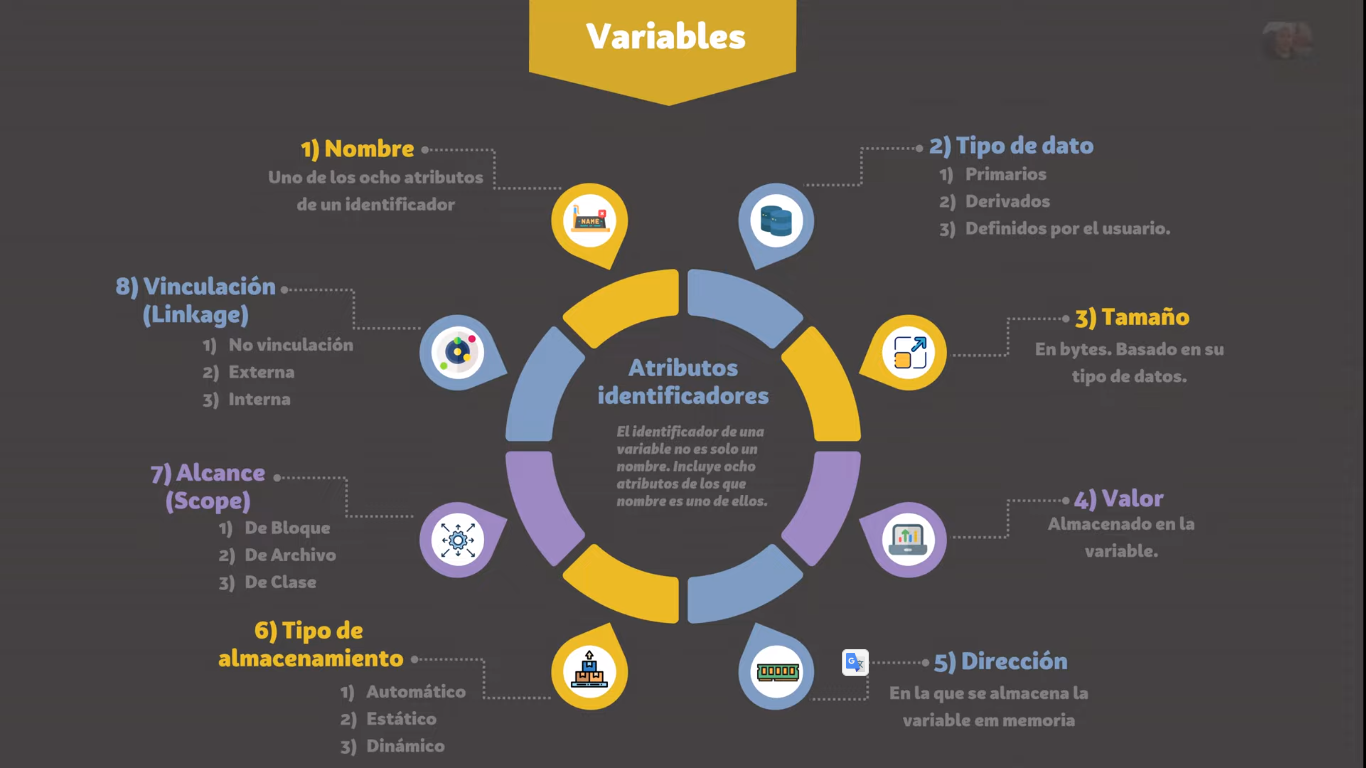 Variables
1) Nombre
Uno de los ocho atributos
de un identificador
NAME
2) Tipo de dato
1) Primarios
2) Derivados
3) Definidos por el usuario.
3) Tamaño
En bytes. Basado en su
tipo de datos.
4) Valor
Almacenado en la
variable.
5) Dirección
En la que se almacena la
variable em memoria
6) Tipo de
almacenamiento
1) Automático
2) Estático
3) Dinámico
7) Alcance
(Scope)
1) De Bloque
2) De Archivo
3) De Clase
8) Vinculación
(Linkage)
1) No vinculación
2) Externa
3) Interna
Atributos
identificadores
El identificador de una
variable no es solo un
nombre. Incluye ocho
atributos de los que
nombre es uno de ellos.